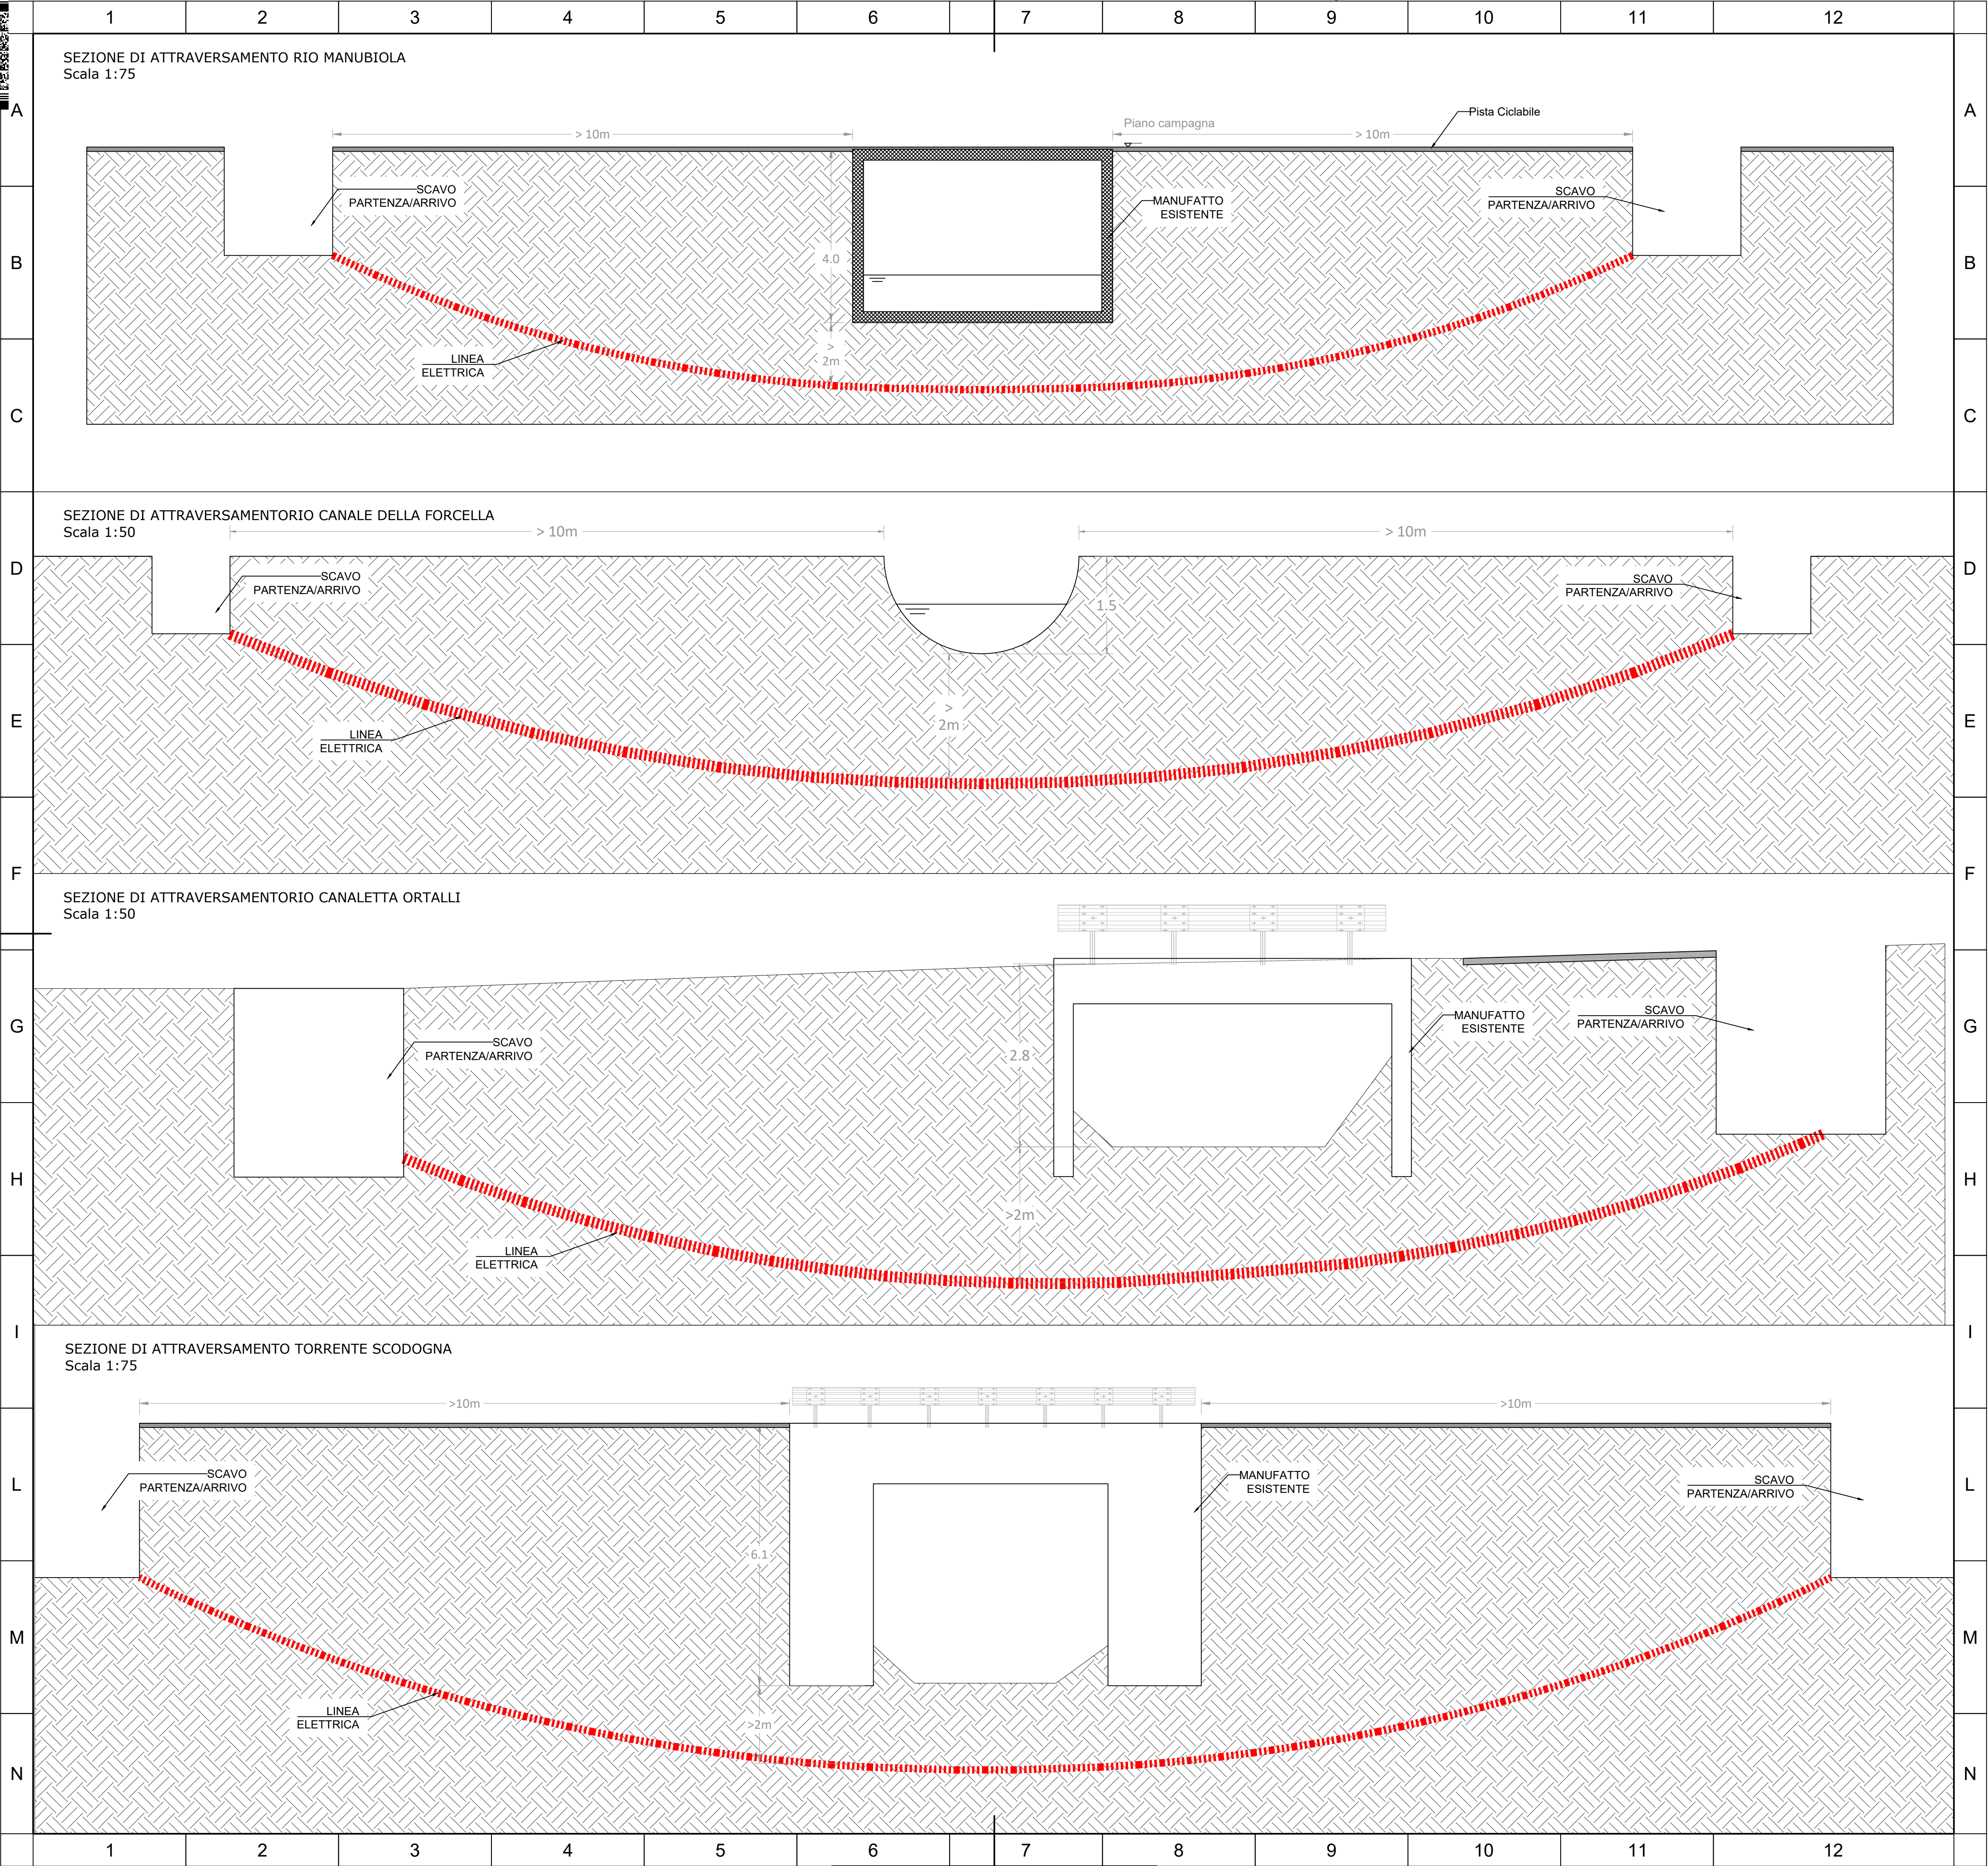 1 2 3 4 5 6 7 8 9 10 11 12
SEZIONE DI ATTRAVERSAMENTO RIO MANUBIOLA
Scala 1:75
A A
> 10m
Piano campagna
> 10m
Pista Ciclabile
SCAVO
PARTENZA/ARRIVO
MANUFATTO
ESISTENTE
SCAVO
PARTENZA/ARRIVO
B B
4.0
>
2m
LINEA
ELETTRICA
C C
SEZIONE DI ATTRAVERSAMENTORIO CANALE DELLA FORCELLA
Scala 1:50
> 10m
> 10m
D D
SCAVO
PARTENZA/ARRIVO
1.5
SCAVO
PARTENZA/ARRIVO
E E
>
2m
LINEA
ELETTRICA
F F
SEZIONE DI ATTRAVERSAMENTORIO CANALETTA ORTALLI
Scala 1:50
G G
SCAVO
PARTENZA/ARRIVO
2.8
MANUFATTO
ESISTENTE
SCAVO
PARTENZA/ARRIVO
H H
>2m
LINEA
ELETTRICA
I I
SEZIONE DI ATTRAVERSAMENTO TORRENTE SCODOGNA
Scala 1:75
>10m
>10m
L L
SCAVO
PARTENZA/ARRIVO
MANUFATTO
ESISTENTE
SCAVO
PARTENZA/ARRIVO
6.1
M M
LINEA
ELETTRICA
>2m
N N
1 2 3 4 5 6 7 8 9 10 11 12